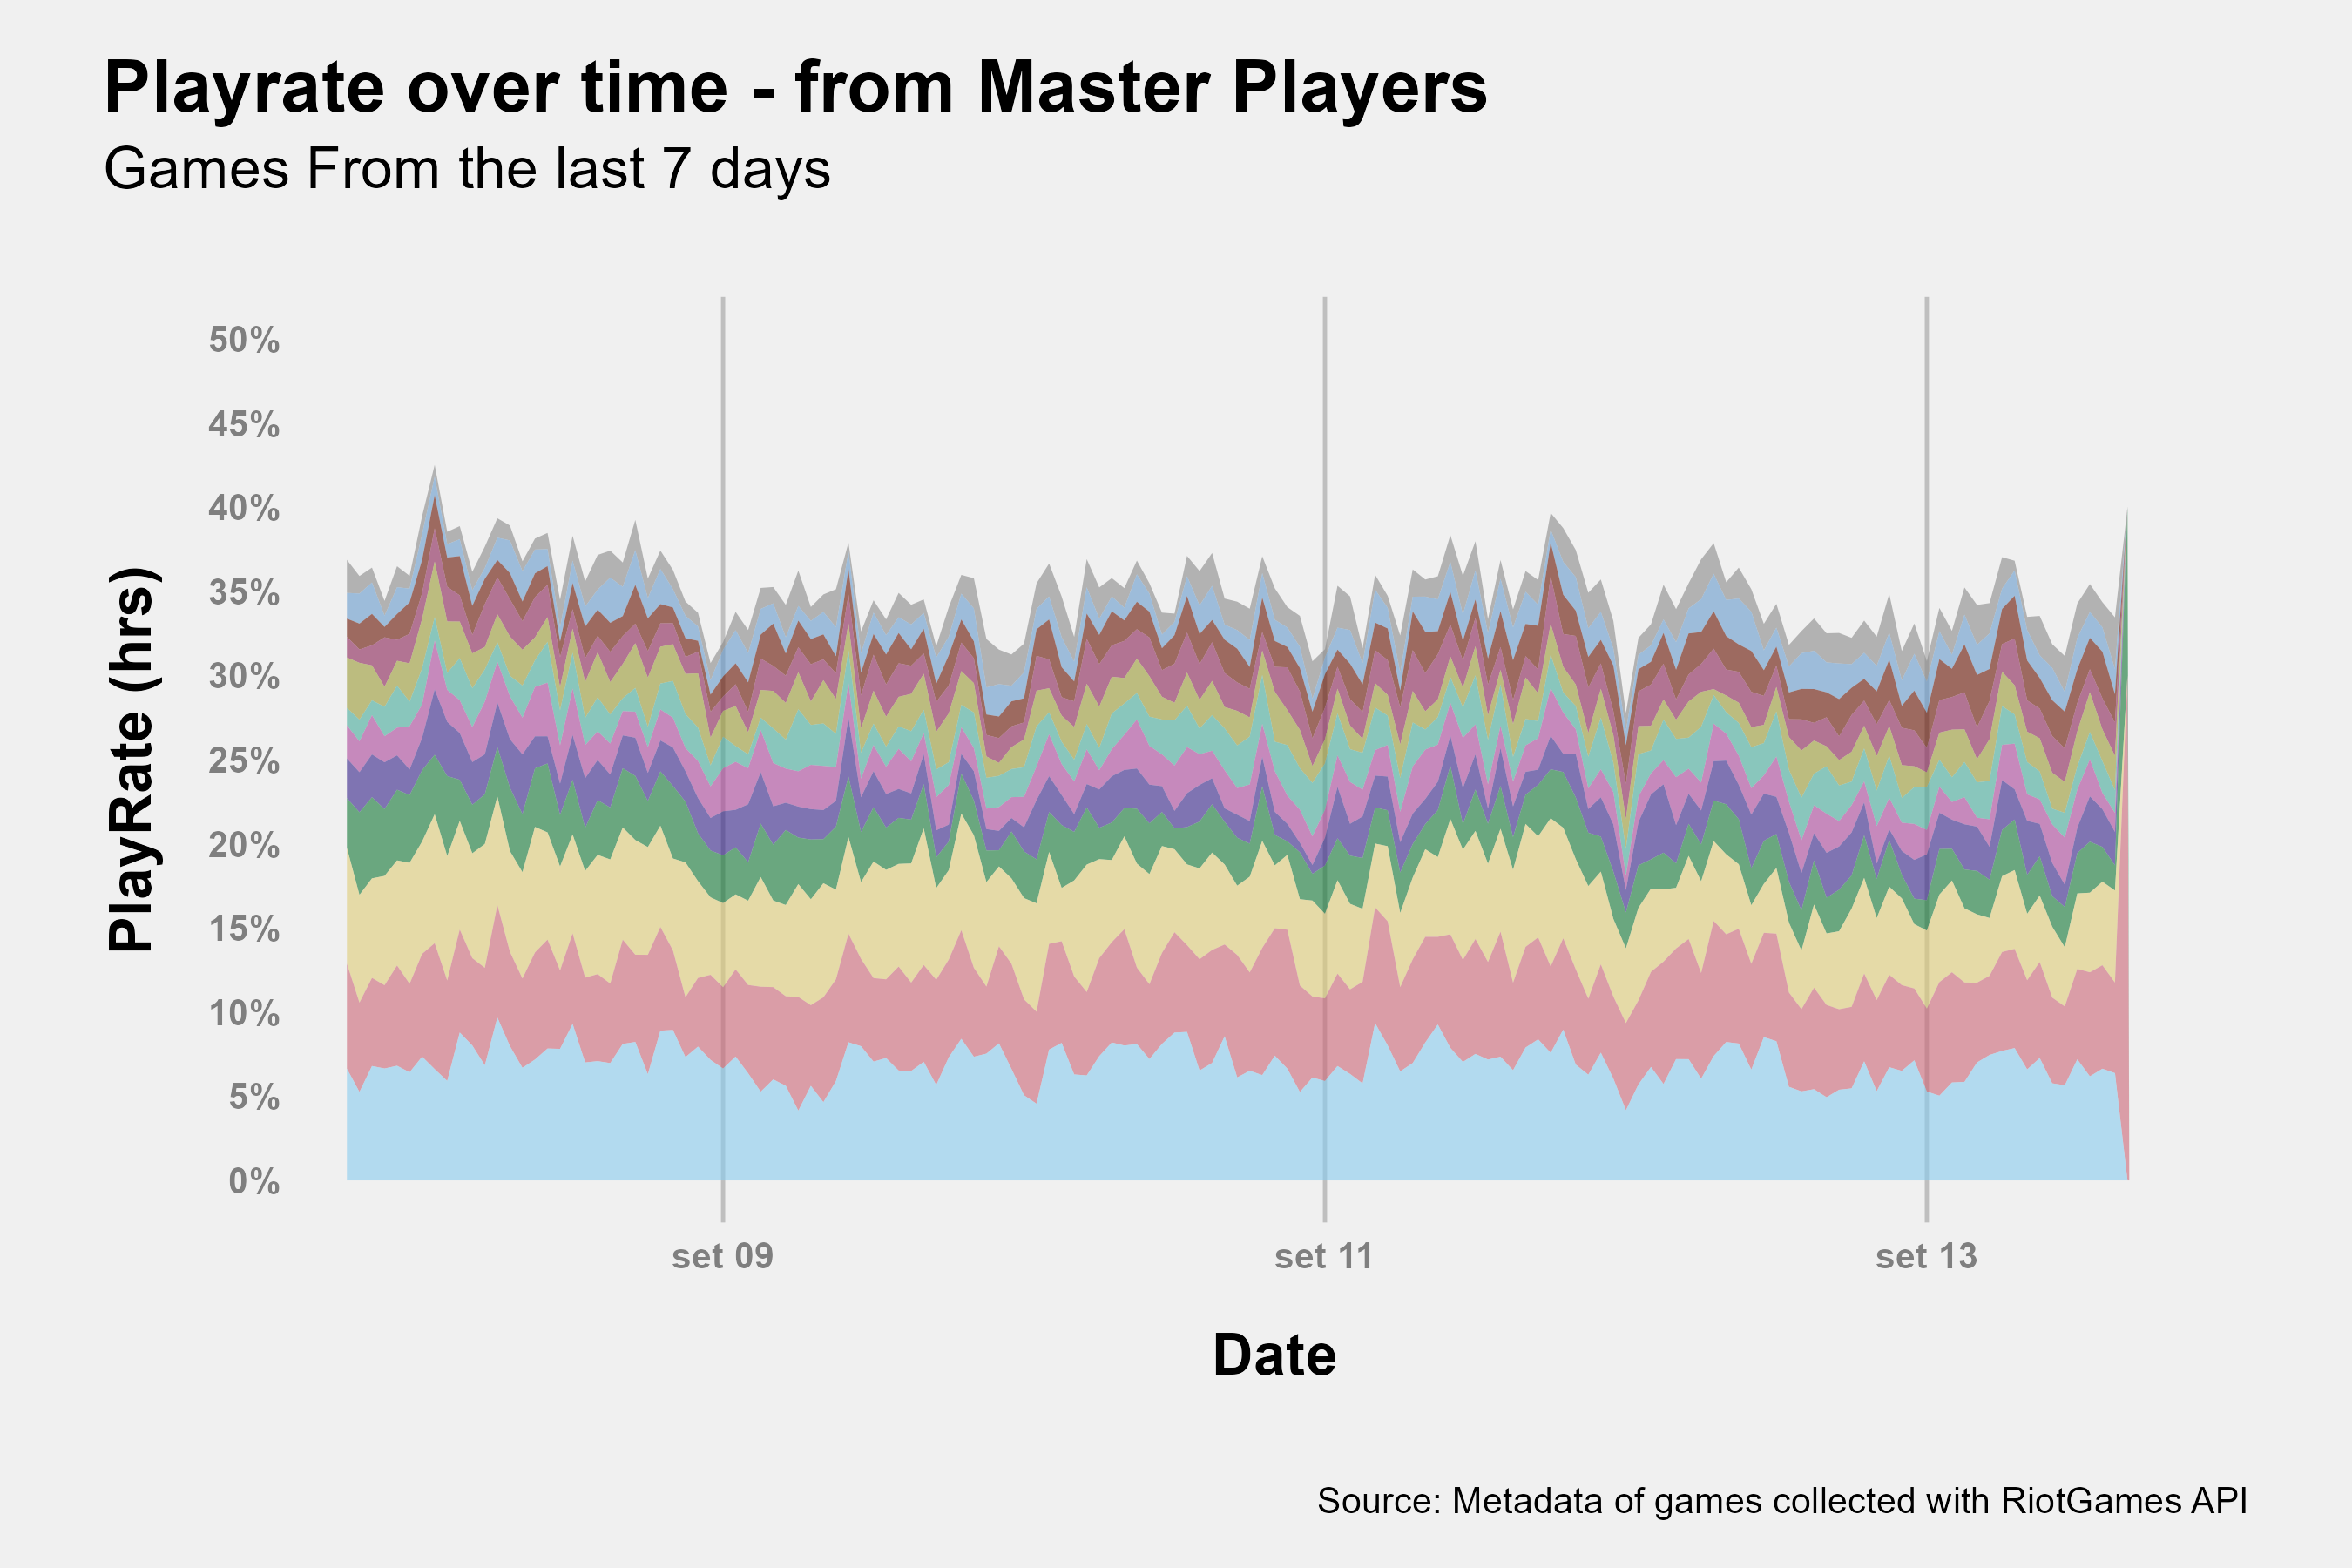 Playrate over time - from Master Players
Games From the last 7 days
50%
45%
40%
35%
30%
25%
20%
15%
10%
5%
0%
PlayRate (hrs)
set 09
set 11
set 13
Date
Source: Metadata of games collected with RiotGames API